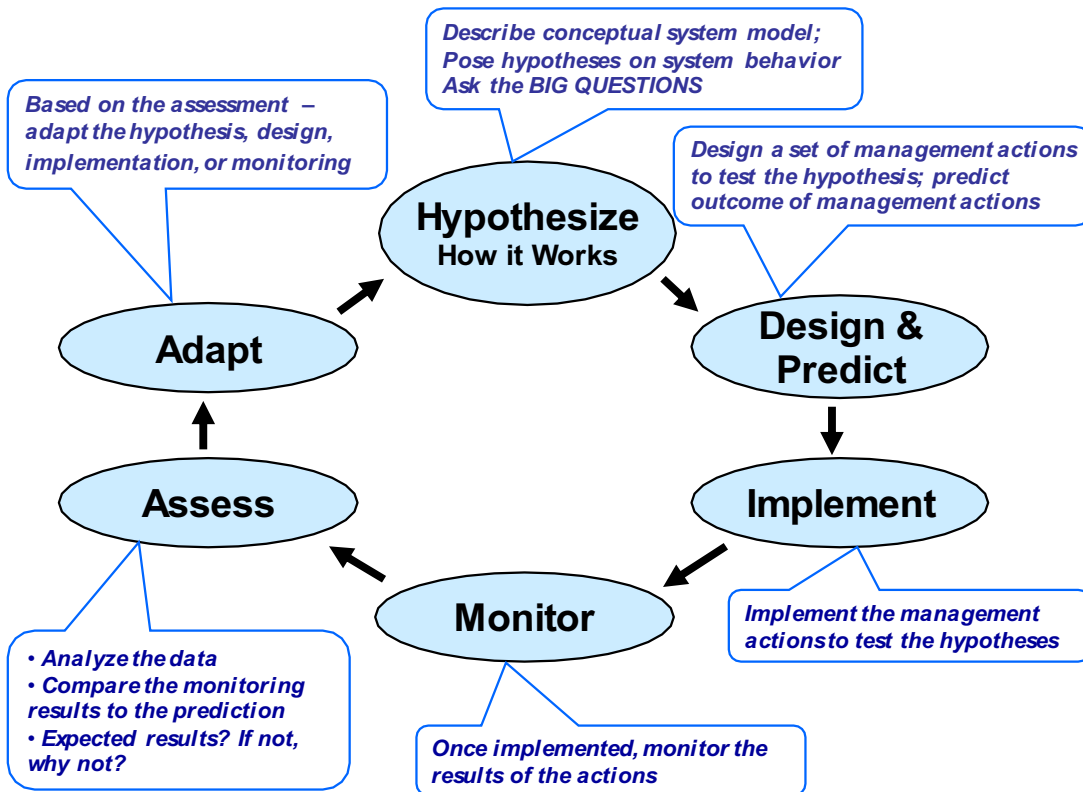 Describe conceptual system model;
Pose hypotheses on system behavior
Ask the BIG QUESTIONS
Based on the assessment –
adapt the hypothesis, design,
implementation, or monitoring
Design a set of management actions
to test the hypothesis; predict
outcome of management actions
Hypothesize
How it Works
Adapt
Design &
Predict
Assess
Implement
Monitor
Implement the management
actions to test the hypotheses
• Analyze the data
• Compare the monitoring
results to the prediction
• Expected results? If not,
why not?
Once implemented, monitor the
results of the actions